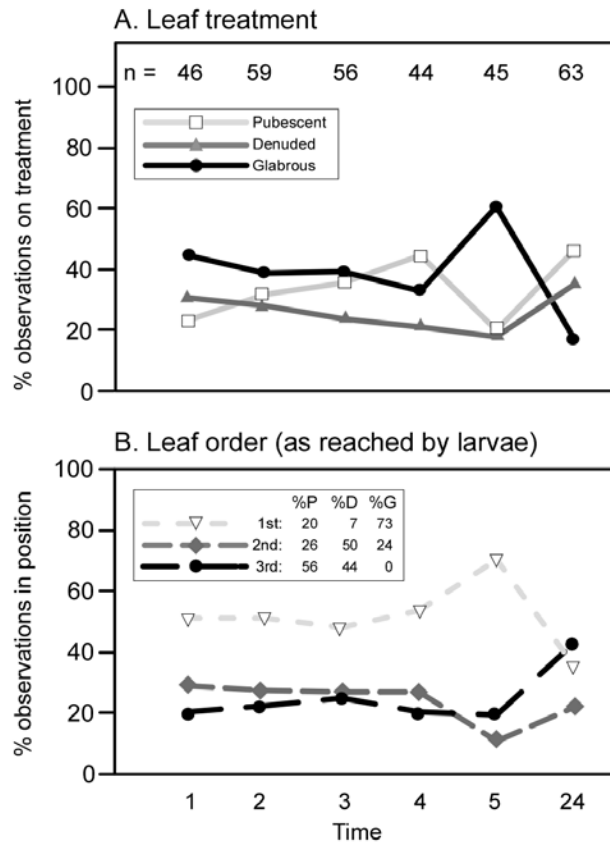 A. Leaf treatment
n = 46 59 56 44 45 63
100
80
60
40
20
0
% observations on treatment
Pubescent
Denuded
Glabrous
B. Leaf order (as reached by larvae)
100
80
60
40
20
0
% observations in position
%P %D %G
1st: 20 7 73
2nd: 26 50 24
3rd: 56 44 0
1 2 3 4 5 24
Time